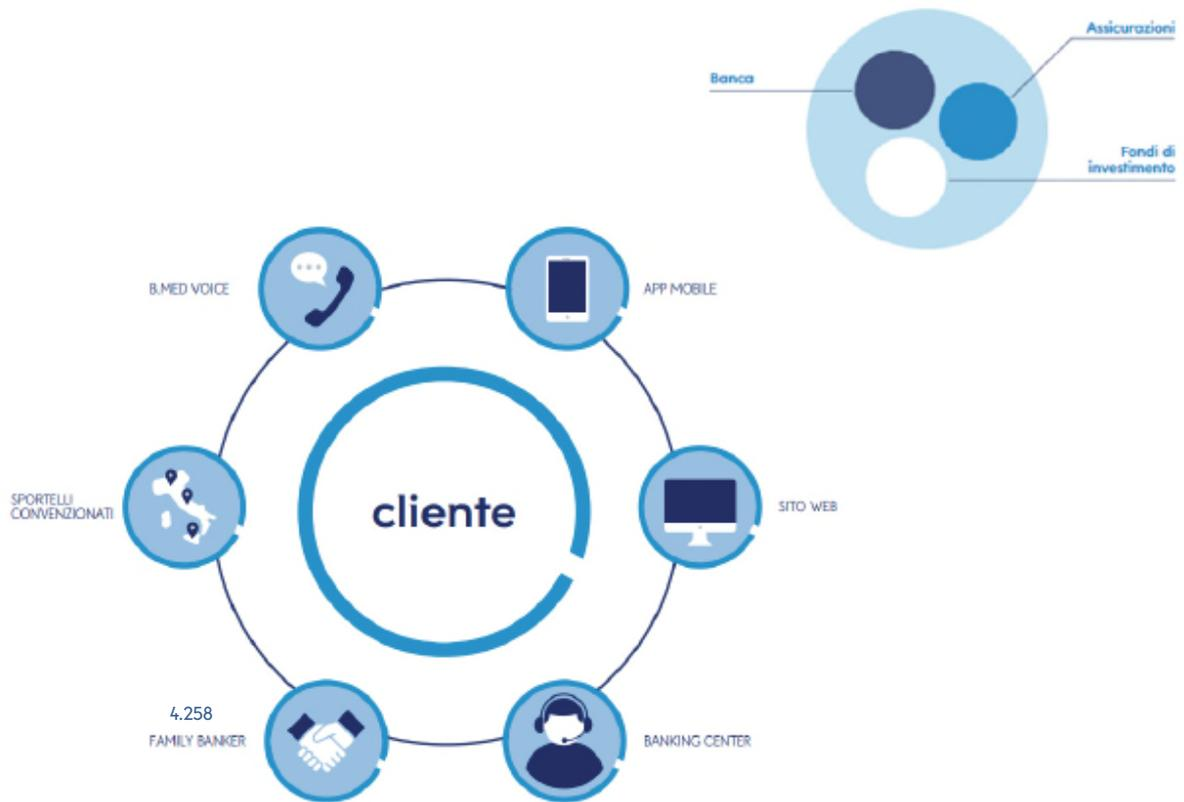 Assicurazioni
Banca
Fondi di
investimento
B.MED VOICE
APP MOBILE
SPORTELLI
CONVENZIONATI
cliente
SITO WEB
4.258
FAMILY BANKER
BANKING CENTER